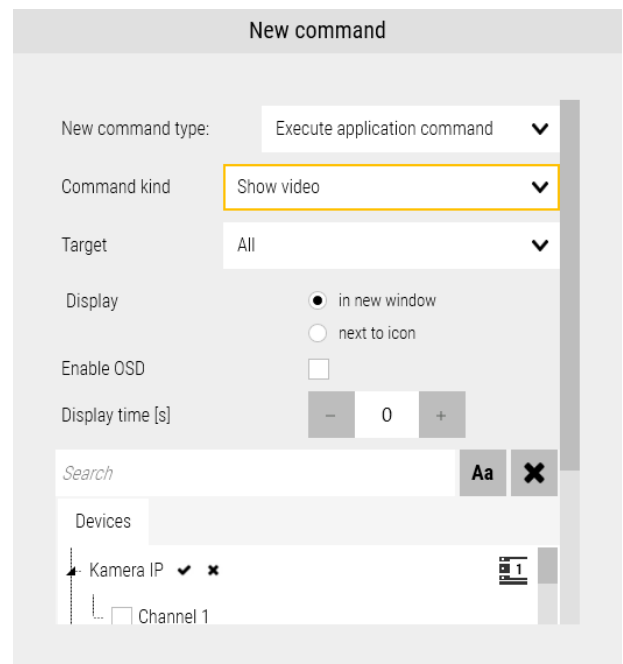 New command
New command type: Execute application command
Command kind Show video
Target All
Display in new window
next to icon
Enable OSD
Display time [s] - 0 +
Search Aa
Devices
Kamera IP 1
Channel 1